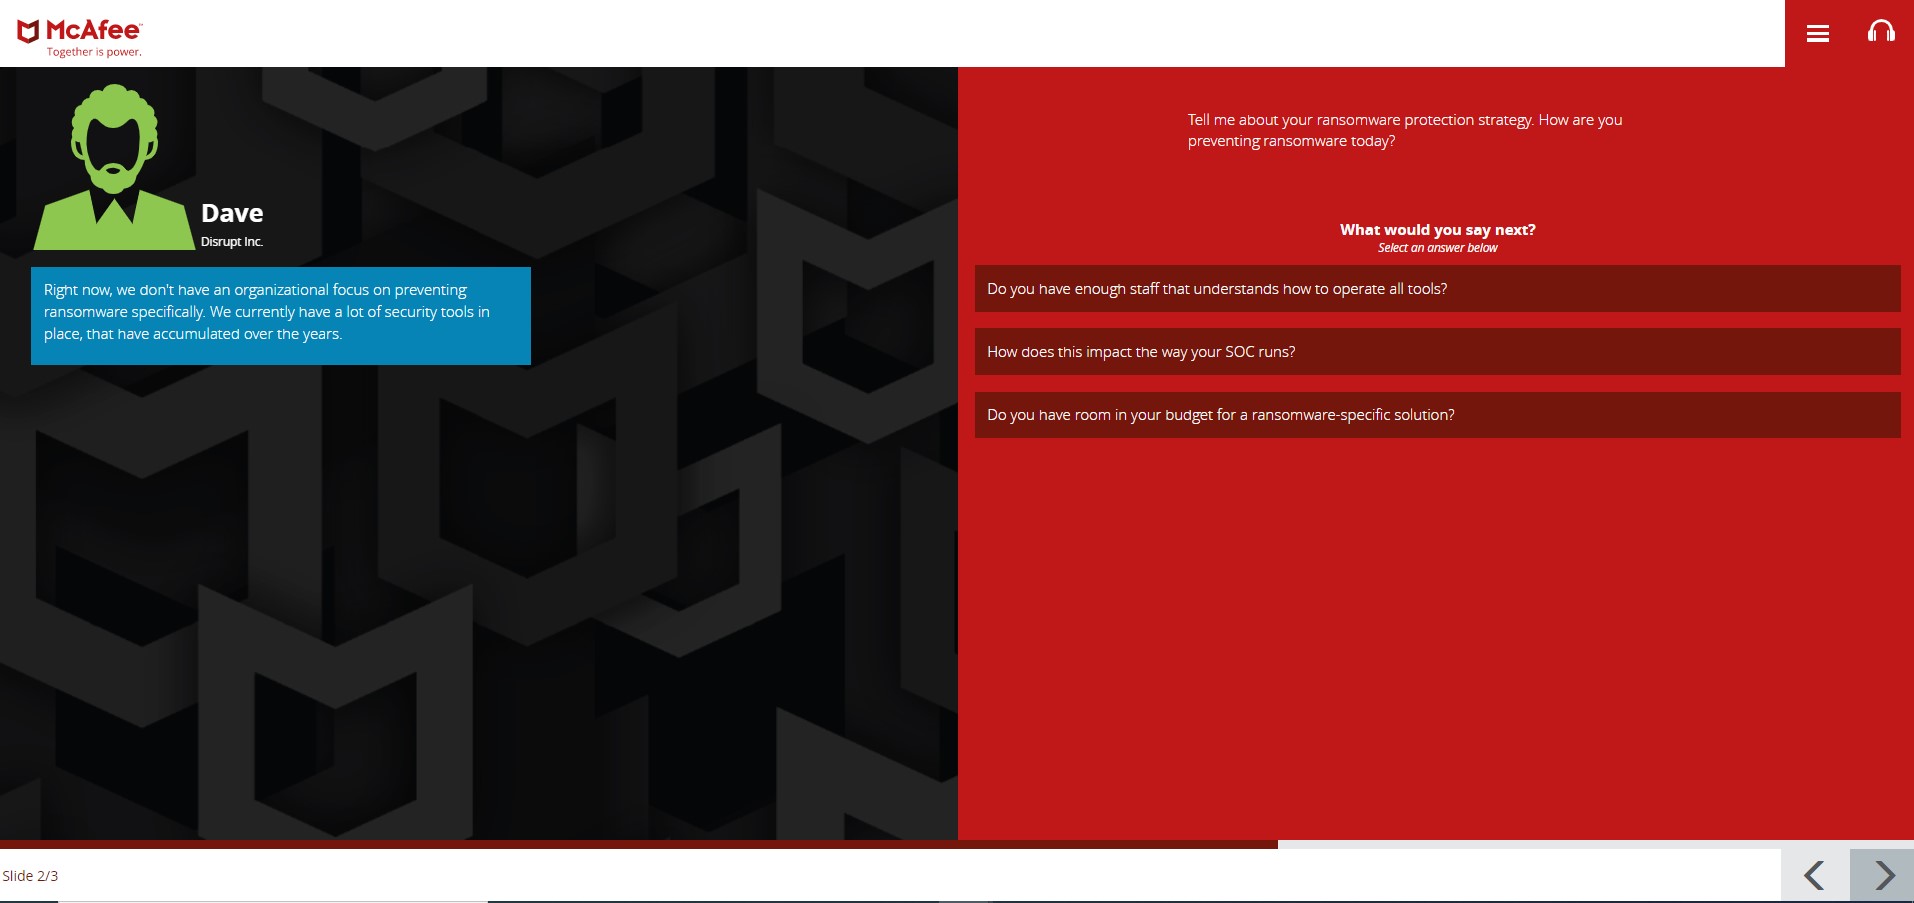 McAfee™
Together is power.
Dave
Disrupt Inc.
Right now, we don't have an organizational focus on preventing
ransomware specifically. We currently have a lot of security tools in
place, that have accumulated over the years.
Tell me about your ransomware protection strategy. How are you
preventing ransomware today?
What would you say next?
Select an answer below
Do you have enough staff that understands how to operate all tools?
How does this impact the way your SOC runs?
Do you have room in your budget for a ransomware-specific solution?
Slide 2/3